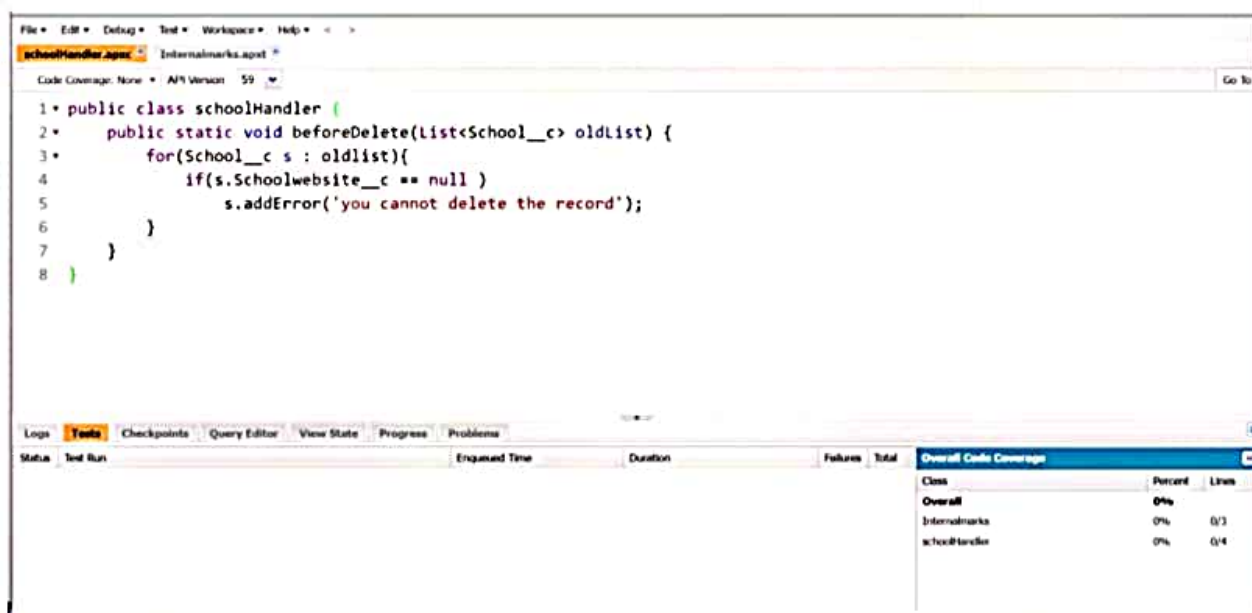 File Edit Debug Test Workspace Help < >
schoolHandler.apxc Internalmarks.apxt
Code Coverage: None API Version 59 Go To
1 public class schoolHandler {
2 public static void beforeDelete(List<School__c> oldList) {
3 for(School__c s : oldlist){
4 if(s.Schoolwebsite__c == null )
5 s.addError('you cannot delete the record');
6 }
7 }
8 }
Logs Tests Checkpoints Query Editor View State Progress Problems
Status Test Run Enqueued Time Duration Failures Total Overall Code Coverage
Class Percent Lines
Overall 0%
Internalmarks 0% 0/3
schoolHandler 0% 0/4